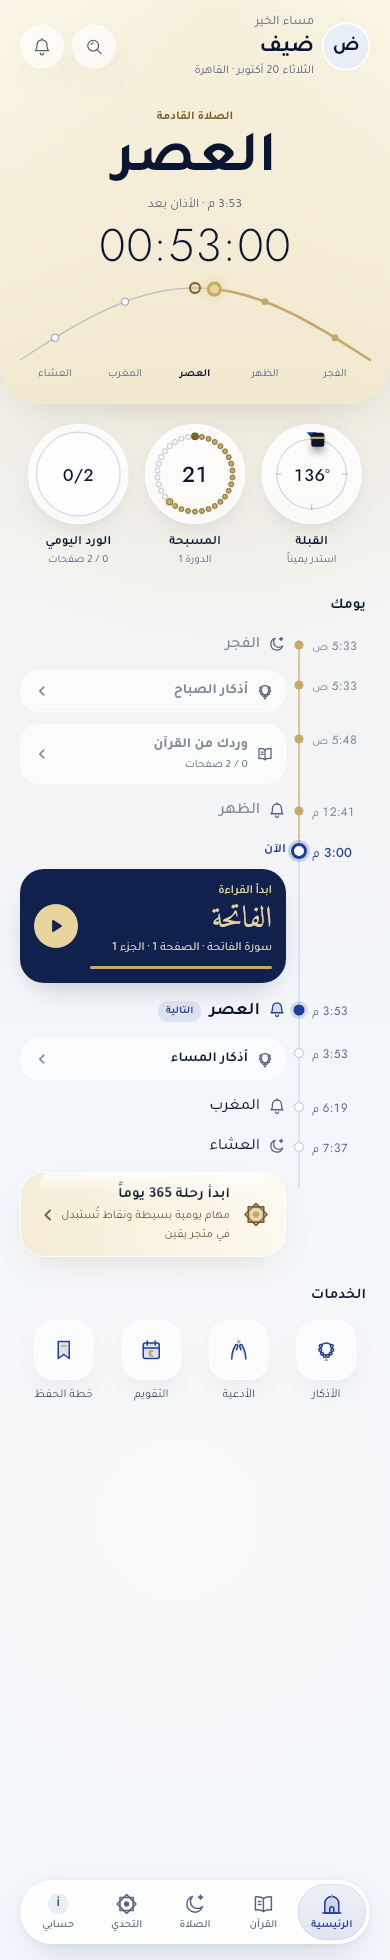 مساء الخير
ض
ضيف
الثلاثاء 20 أكتوبر · القاهرة
الصلاة القادمة
العصر
3:53 م · الأذان بعد
00:53:00
الفجر
الظهر
العصر
المغرب
العشاء
136°
21
0/2
القبلة
المسبحة
الورد اليومي
استدر يميناً
الدورة 1
0 / 2 صفحات
يومك
5:33 ص
الفجر
5:33 ص
أذكار الصباح
5:48 ص
وردك من القرآن
0 / 2 صفحات
12:41 م
الظهر
3:00 م
الآن
ابدأ القراءة
الفاتحة
سورة الفاتحة · الصفحة 1 · الجزء 1
3:53 م
العصر
التالية
3:53 م
أذكار المساء
6:19 م
المغرب
7:37 م
العشاء
ابدأ رحلة 365 يوماً
مهام يومية بسيطة ونقاط تُستبدل
في متجر يقين
الخدمات
الأذكار
الأدعية
التقويم
خطة الحفظ
الرئيسية
القرآن
الصلاة
التحدي
أ
حسابي